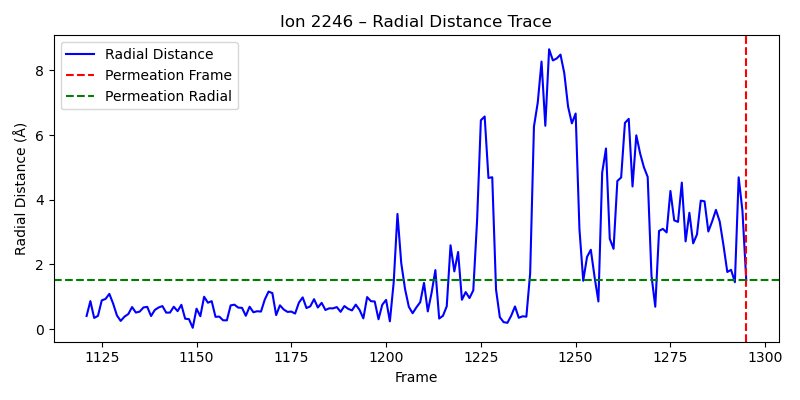 Ion 2246 – Radial Distance Trace
Radial Distance
Permeation Frame
Permeation Radial
Radial Distance (Å)
8
6
4
2
0
1125 1150 1175 1200 1225 1250 1275 1300
Frame